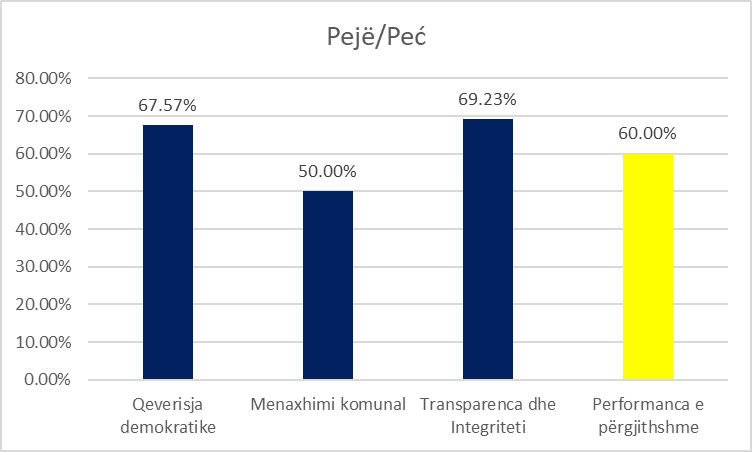 Pejë/Peć
80.00%
70.00%
60.00%
50.00%
40.00%
30.00%
20.00%
10.00%
0.00%
67.57%
50.00%
69.23%
60.00%
Qeverisja
demokratike
Menaxhimi komunal
Transparenca dhe
Integriteti
Performanca e
përgjithshme